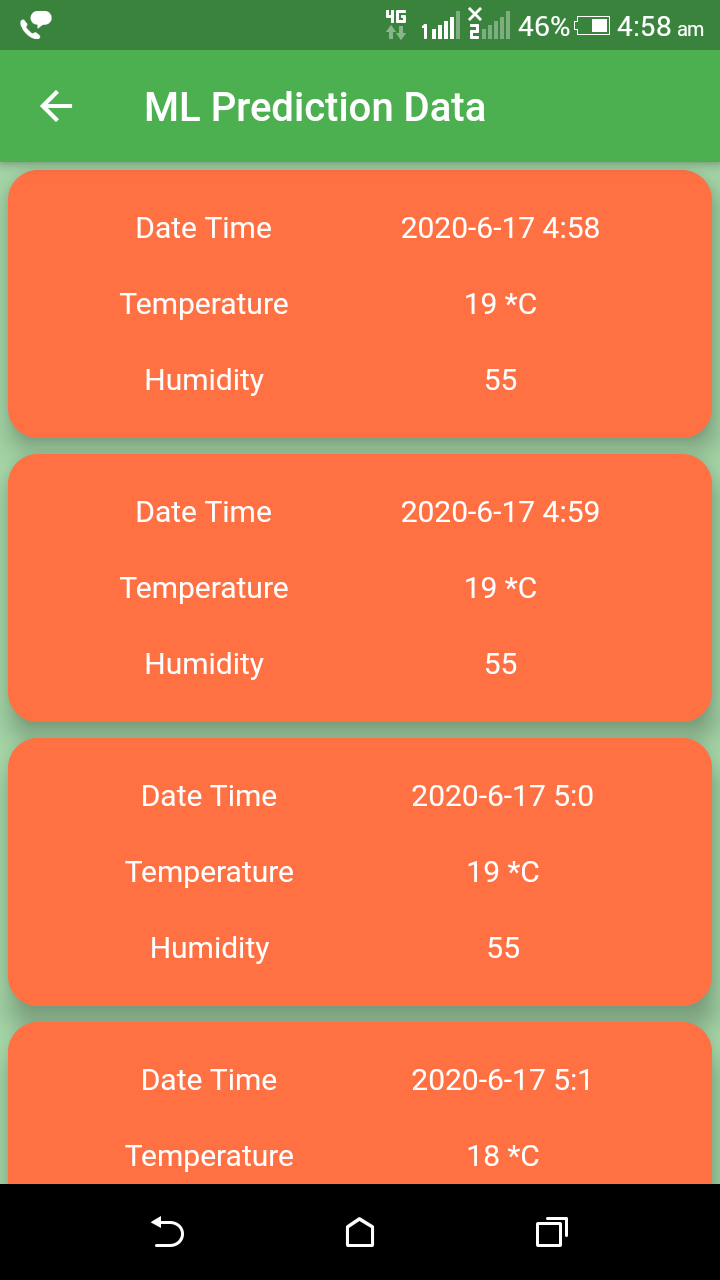 4G 1 2 46% 4:58 am
ML Prediction Data
Date Time 2020-6-17 4:58
Temperature 19 *C
Humidity 55
Date Time 2020-6-17 4:59
Temperature 19 *C
Humidity 55
Date Time 2020-6-17 5:0
Temperature 19 *C
Humidity 55
Date Time 2020-6-17 5:1
Temperature 18 *C